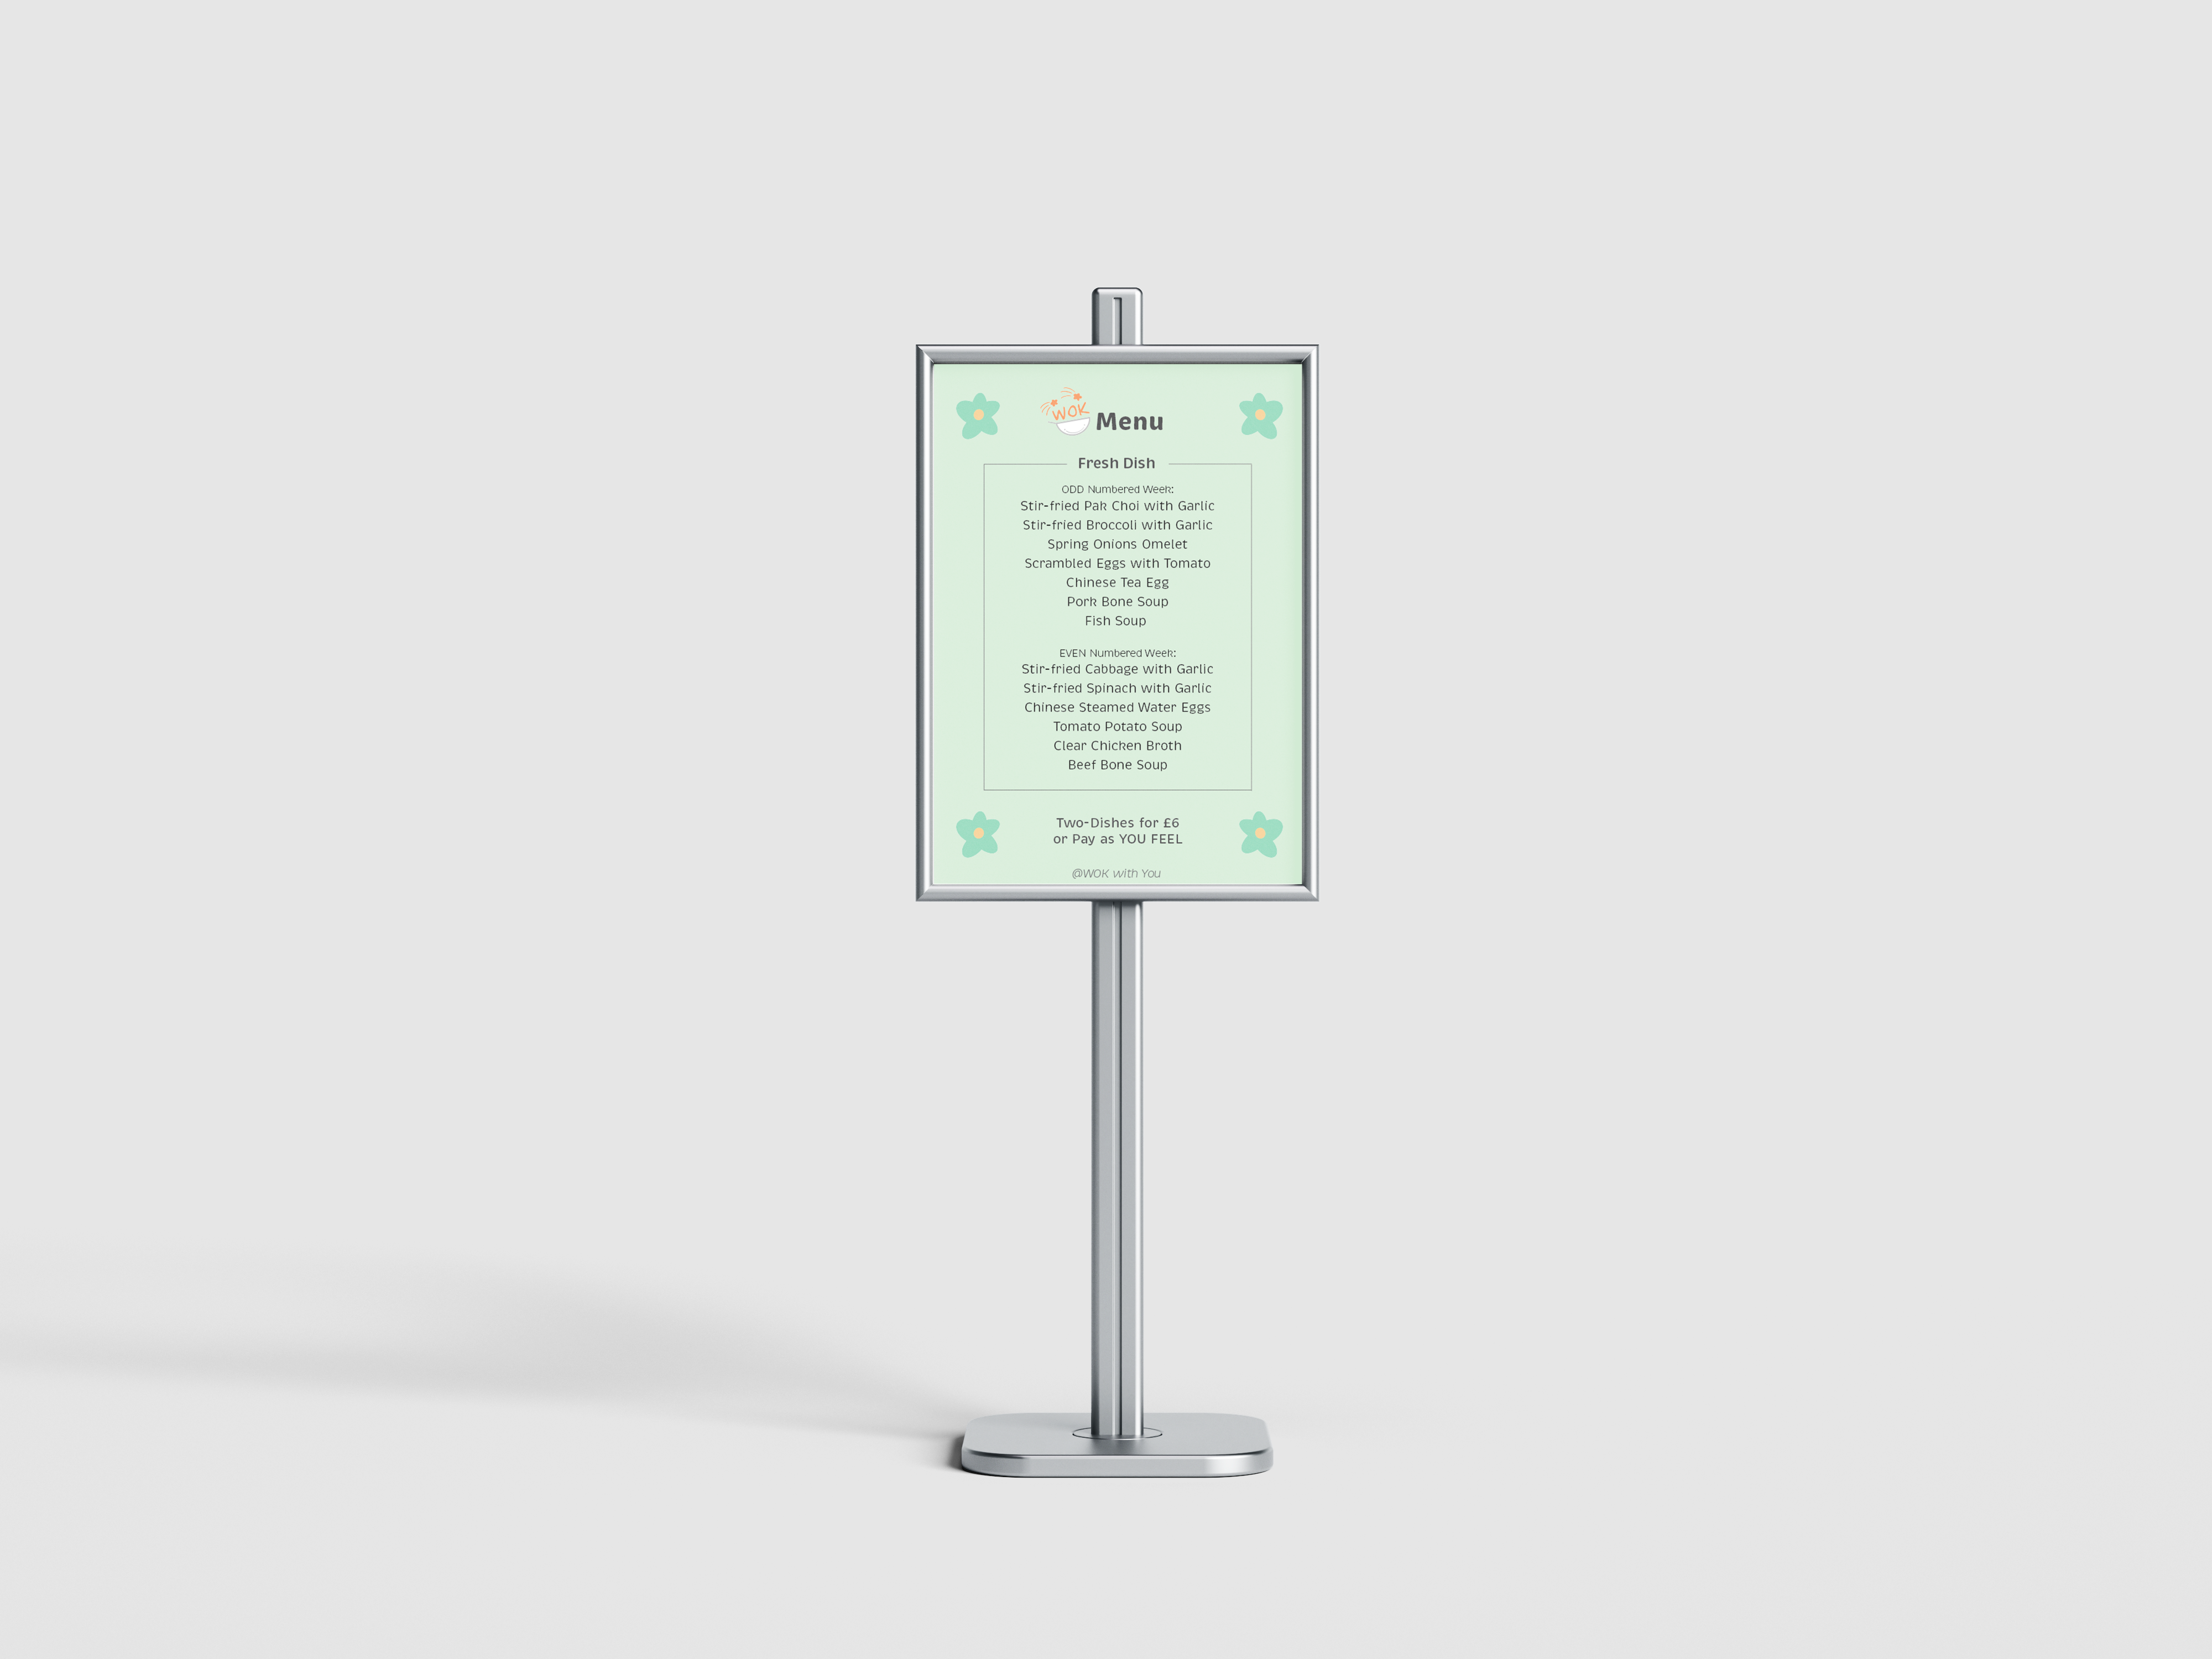 WOK Menu
Fresh Dish
ODD Numbered Week:
Stir-fried Pak Choi with Garlic
Stir-fried Broccoli with Garlic
Spring Onions Omelet
Scrambled Eggs with Tomato
Chinese Tea Egg
Pork Bone Soup
Fish Soup
EVEN Numbered Week:
Stir-fried Cabbage with Garlic
Stir-fried Spinach with Garlic
Chinese Steamed Water Eggs
Tomato Potato Soup
Clear Chicken Broth
Beef Bone Soup
Two-Dishes for £6
or Pay as YOU FEEL
@WOK with You